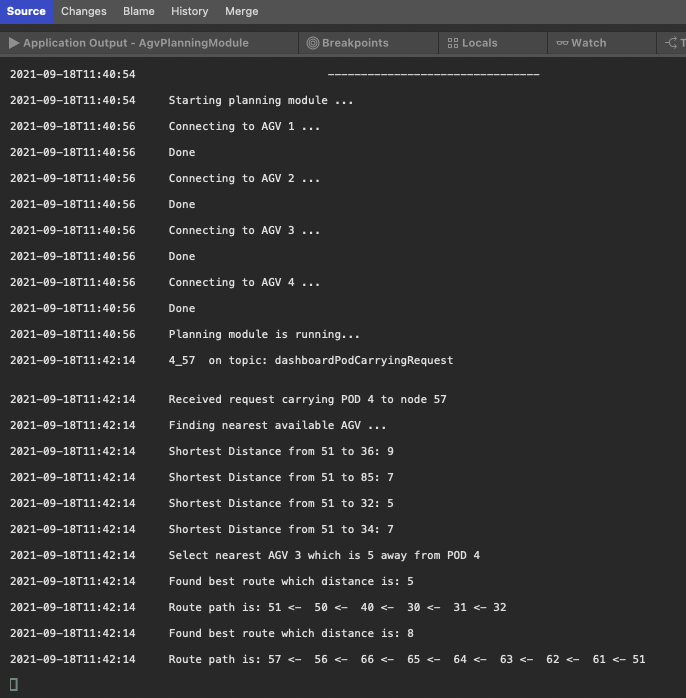 Source Changes Blame History Merge
Application Output - AgvPlanningModule Breakpoints Locals Watch
2021-09-18T11:40:54 --------------------------------
2021-09-18T11:40:54 Starting planning module ...
2021-09-18T11:40:56 Connecting to AGV 1 ...
2021-09-18T11:40:56 Done
2021-09-18T11:40:56 Connecting to AGV 2 ...
2021-09-18T11:40:56 Done
2021-09-18T11:40:56 Connecting to AGV 3 ...
2021-09-18T11:40:56 Done
2021-09-18T11:40:56 Connecting to AGV 4 ...
2021-09-18T11:40:56 Done
2021-09-18T11:40:56 Planning module is running...
2021-09-18T11:42:14 4_57 on topic: dashboardPodCarryingRequest
2021-09-18T11:42:14 Received request carrying POD 4 to node 57
2021-09-18T11:42:14 Finding nearest available AGV ...
2021-09-18T11:42:14 Shortest Distance from 51 to 36: 9
2021-09-18T11:42:14 Shortest Distance from 51 to 85: 7
2021-09-18T11:42:14 Shortest Distance from 51 to 32: 5
2021-09-18T11:42:14 Shortest Distance from 51 to 34: 7
2021-09-18T11:42:14 Select nearest AGV 3 which is 5 away from POD 4
2021-09-18T11:42:14 Found best route which distance is: 5
2021-09-18T11:42:14 Route path is: 51 <- 50 <- 40 <- 30 <- 31 <- 32
2021-09-18T11:42:14 Found best route which distance is: 8
2021-09-18T11:42:14 Route path is: 57 <- 56 <- 66 <- 65 <- 64 <- 63 <- 62 <- 61 <- 51